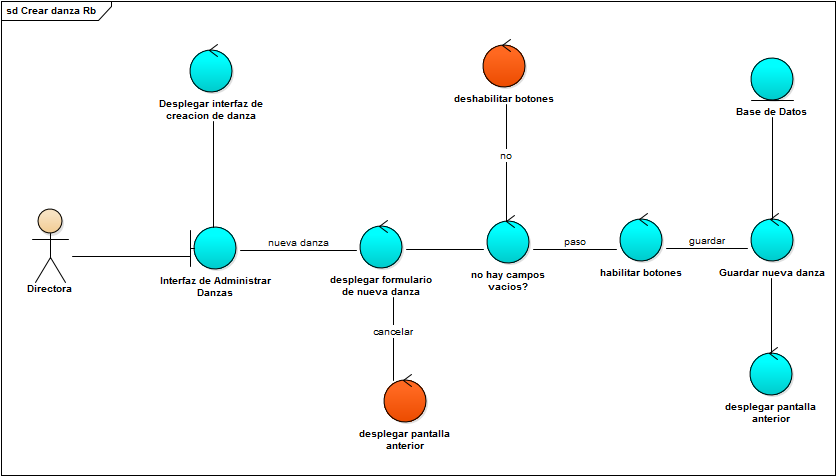 sd Crear danza Rb
Desplegar interfaz de
creacion de danza
deshabilitar botones
Base de Datos
no
Directora
Interfaz de Administrar
Danzas
nueva danza
desplegar formulario
de nueva danza
no hay campos
vacios?
paso
habilitar botones
guardar
Guardar nueva danza
cancelar
desplegar pantalla
anterior
desplegar pantalla
anterior